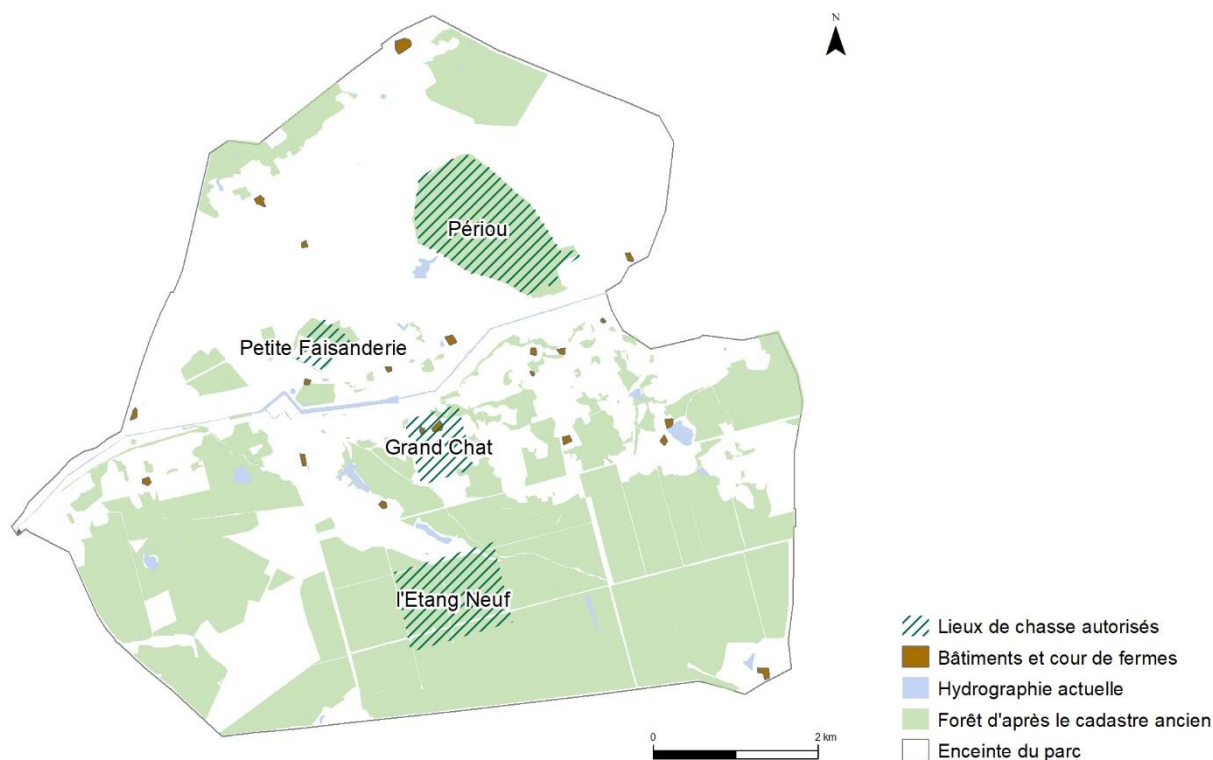 N
Périou
Petite Faisanderie
Grand Chat
l'Etang Neuf
Lieux de chasse autorisés
Bâtiments et cour de fermes
Hydrographie actuelle
Forêt d'après le cadastre ancien
Enceinte du parc
0 2 km